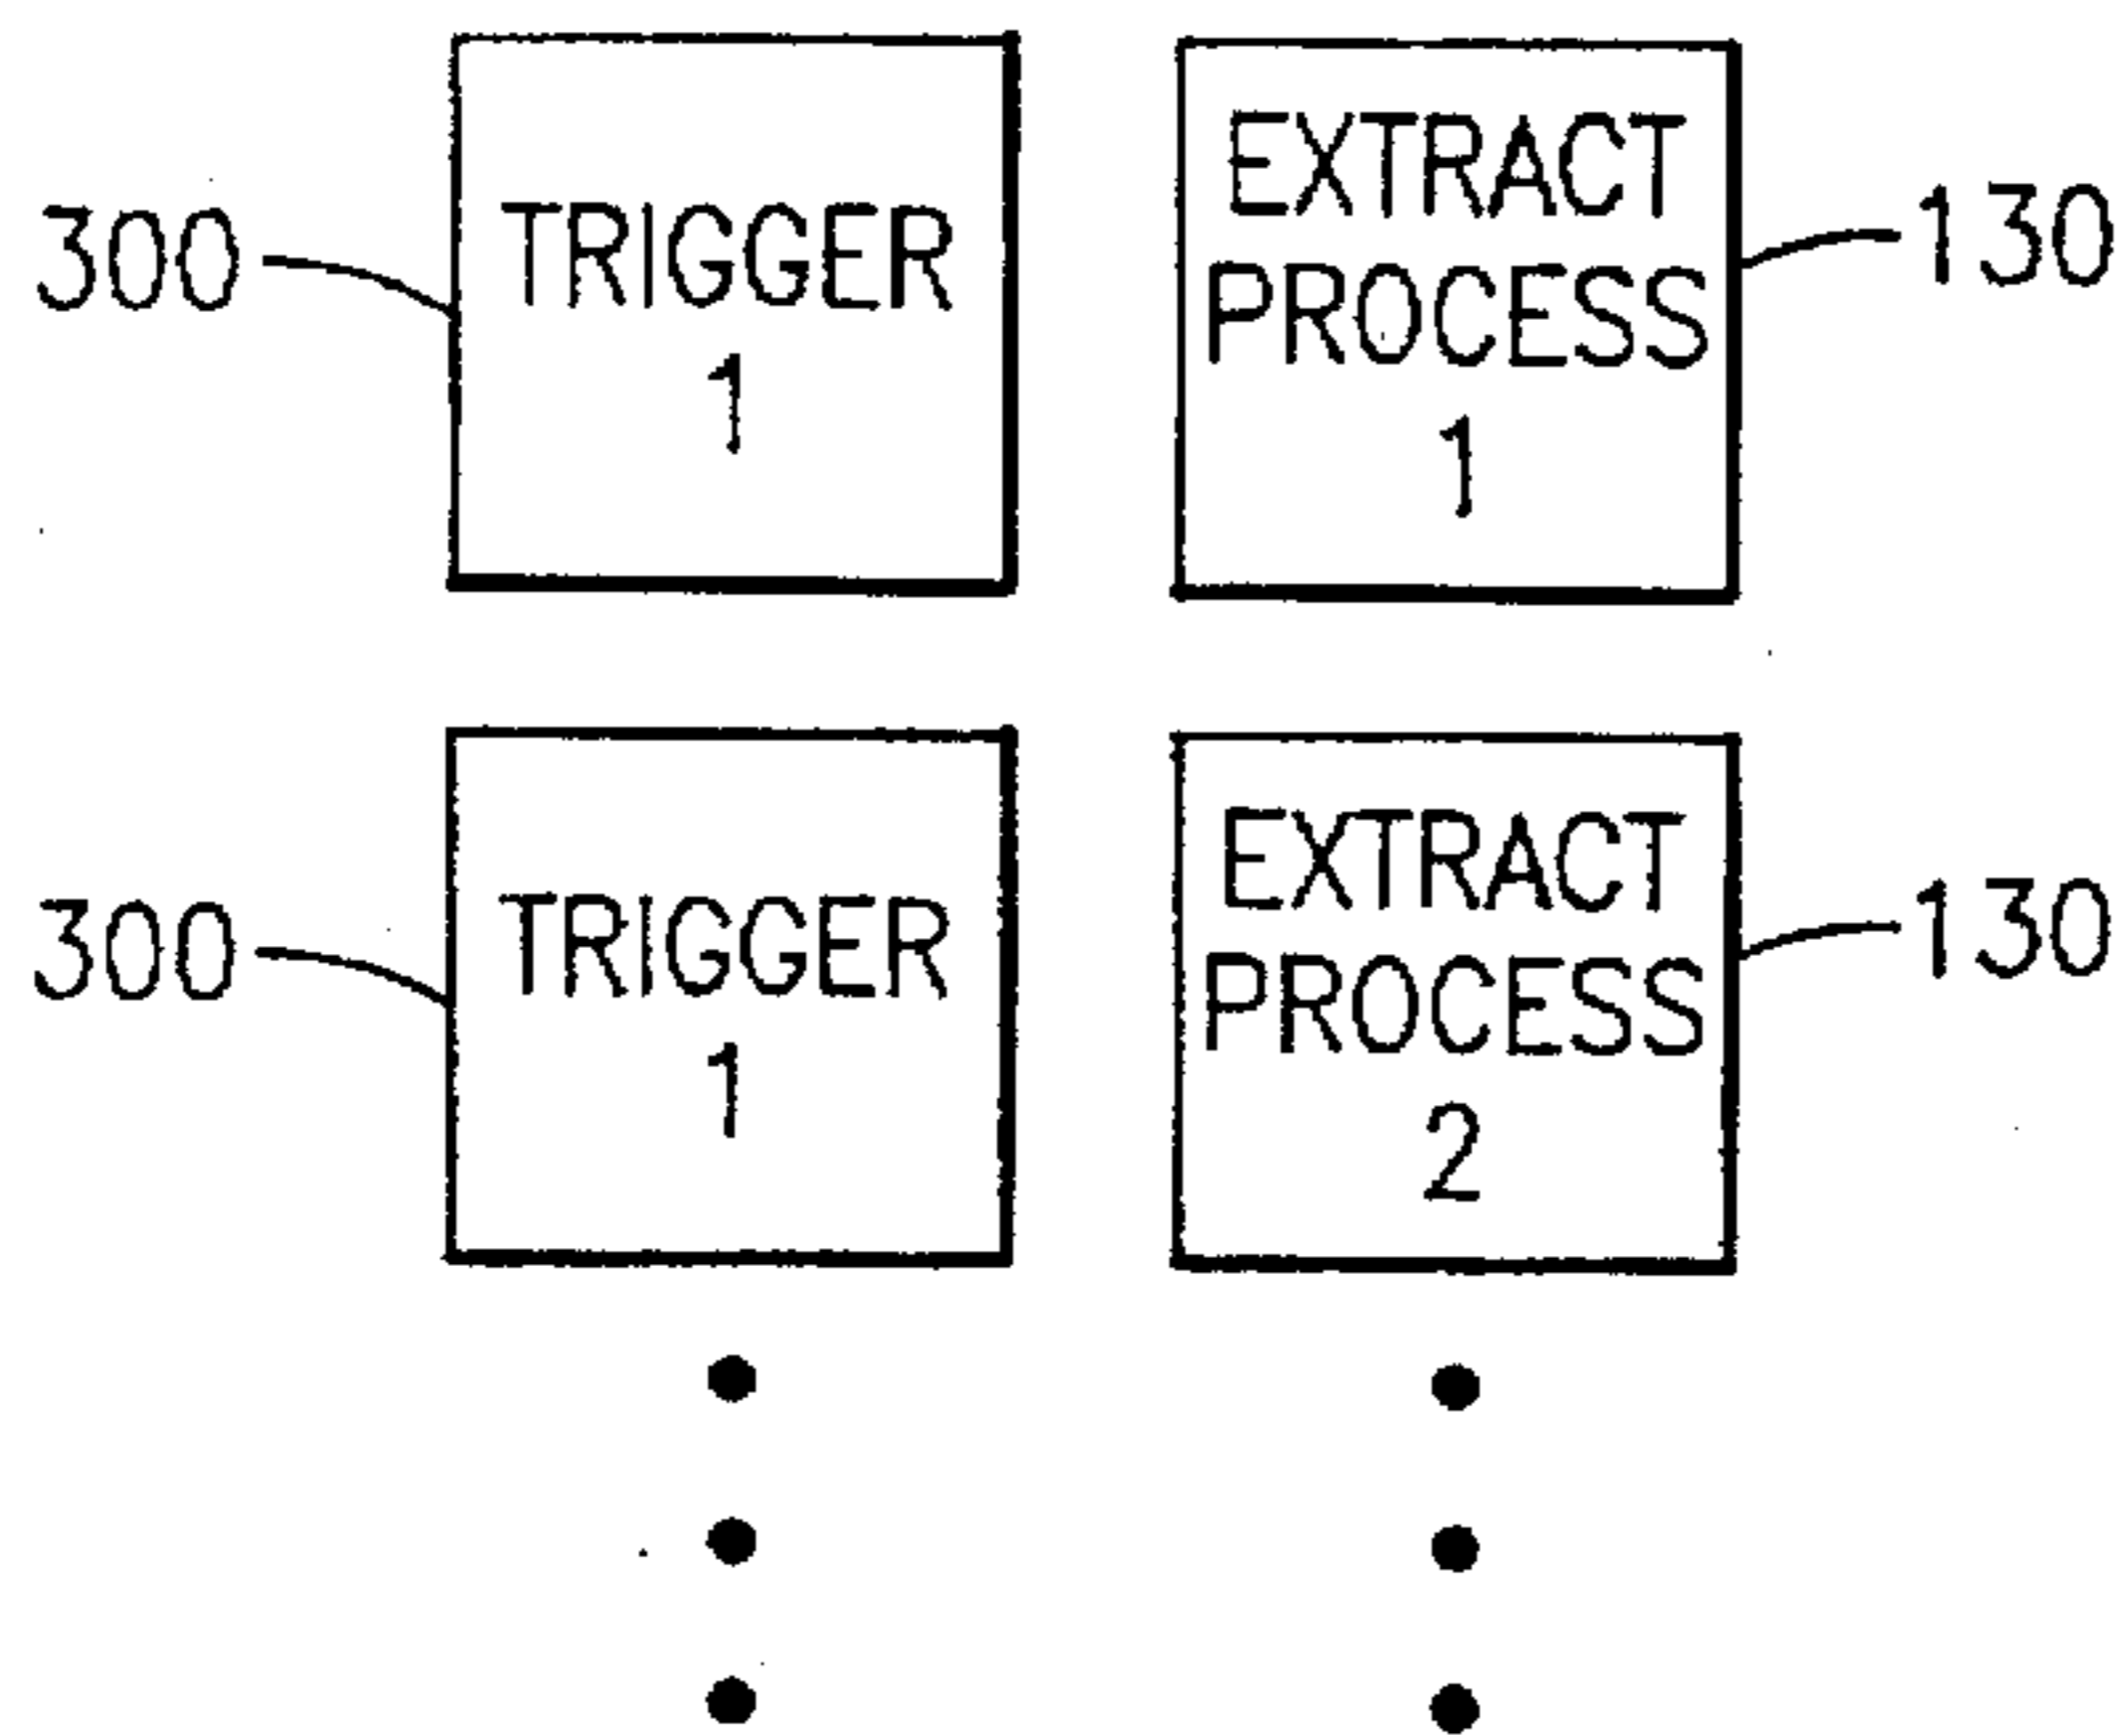 300
TRIGGER
1
EXTRACT
PROCESS
1
130
300
TRIGGER
1
EXTRACT
PROCESS
2
130